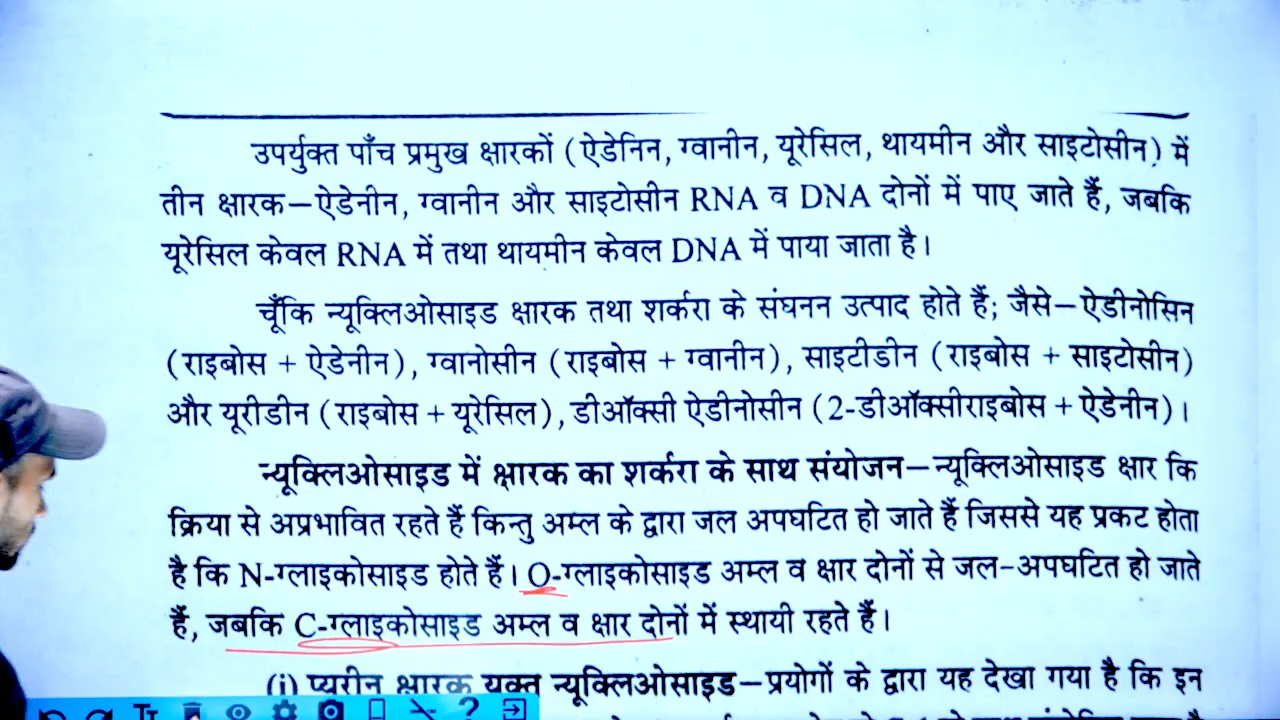 उपर्युक्त पाँच प्रमुख क्षारकों (ऐडेनिन, ग्वानीन, यूरेसिल, थायमीन और साइटोसीन) में
तीन क्षारक—ऐडेनीन, ग्वानीन और साइटोसीन RNA व DNA दोनों में पाए जाते हैं, जबकि
यूरेसिल केवल RNA में तथा थायमीन केवल DNA में पाया जाता है।
चूँकि न्यूक्लिओसाइड क्षारक तथा शर्करा के संघनन उत्पाद होते हैं; जैसे—ऐडीनोसिन
(राइबोस + ऐडेनीन), ग्वानोसीन (राइबोस + ग्वानीन), साइटीडीन (राइबोस + साइटोसीन)
और यूरीडीन (राइबोस + यूरेसिल), डीऑक्सी ऐडीनोसीन (2-डीऑक्सीराइबोस + ऐडेनीन)।
न्यूक्लिओसाइड में क्षारक का शर्करा के साथ संयोजन—न्यूक्लिओसाइड क्षार कि
क्रिया से अप्रभावित रहते हैं किन्तु अम्ल के द्वारा जल अपघटित हो जाते हैं जिससे यह प्रकट होता
है कि N-ग्लाइकोसाइड होते हैं। O-ग्लाइकोसाइड अम्ल व क्षार दोनों से जल-अपघटित हो जाते
हैं, जबकि C-ग्लाइकोसाइड अम्ल व क्षार दोनों में स्थायी रहते हैं।
(i) प्यूरीन क्षारक युक्त न्यूक्लिओसाइड—प्रयोगों के द्वारा यह देखा गया है कि इन